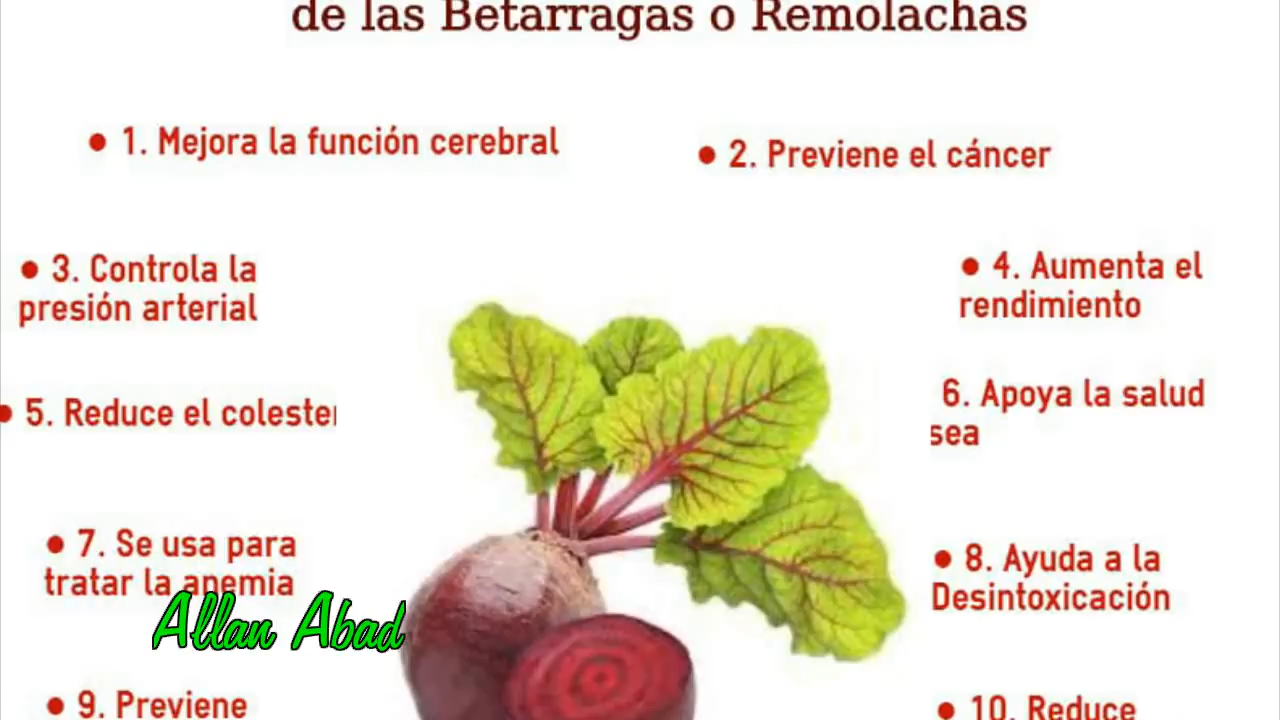 de las Betarragas o Remolachas
● 1. Mejora la función cerebral
● 2. Previene el cáncer
● 3. Controla la
presión arterial
● 4. Aumenta el
rendimiento
● 5. Reduce el coleste
6. Apoya la salud
sea
● 7. Se usa para
tratar la anemia
● 8. Ayuda a la
Desintoxicación
Allan Abad
● 9. Previene
● 10. Reduce